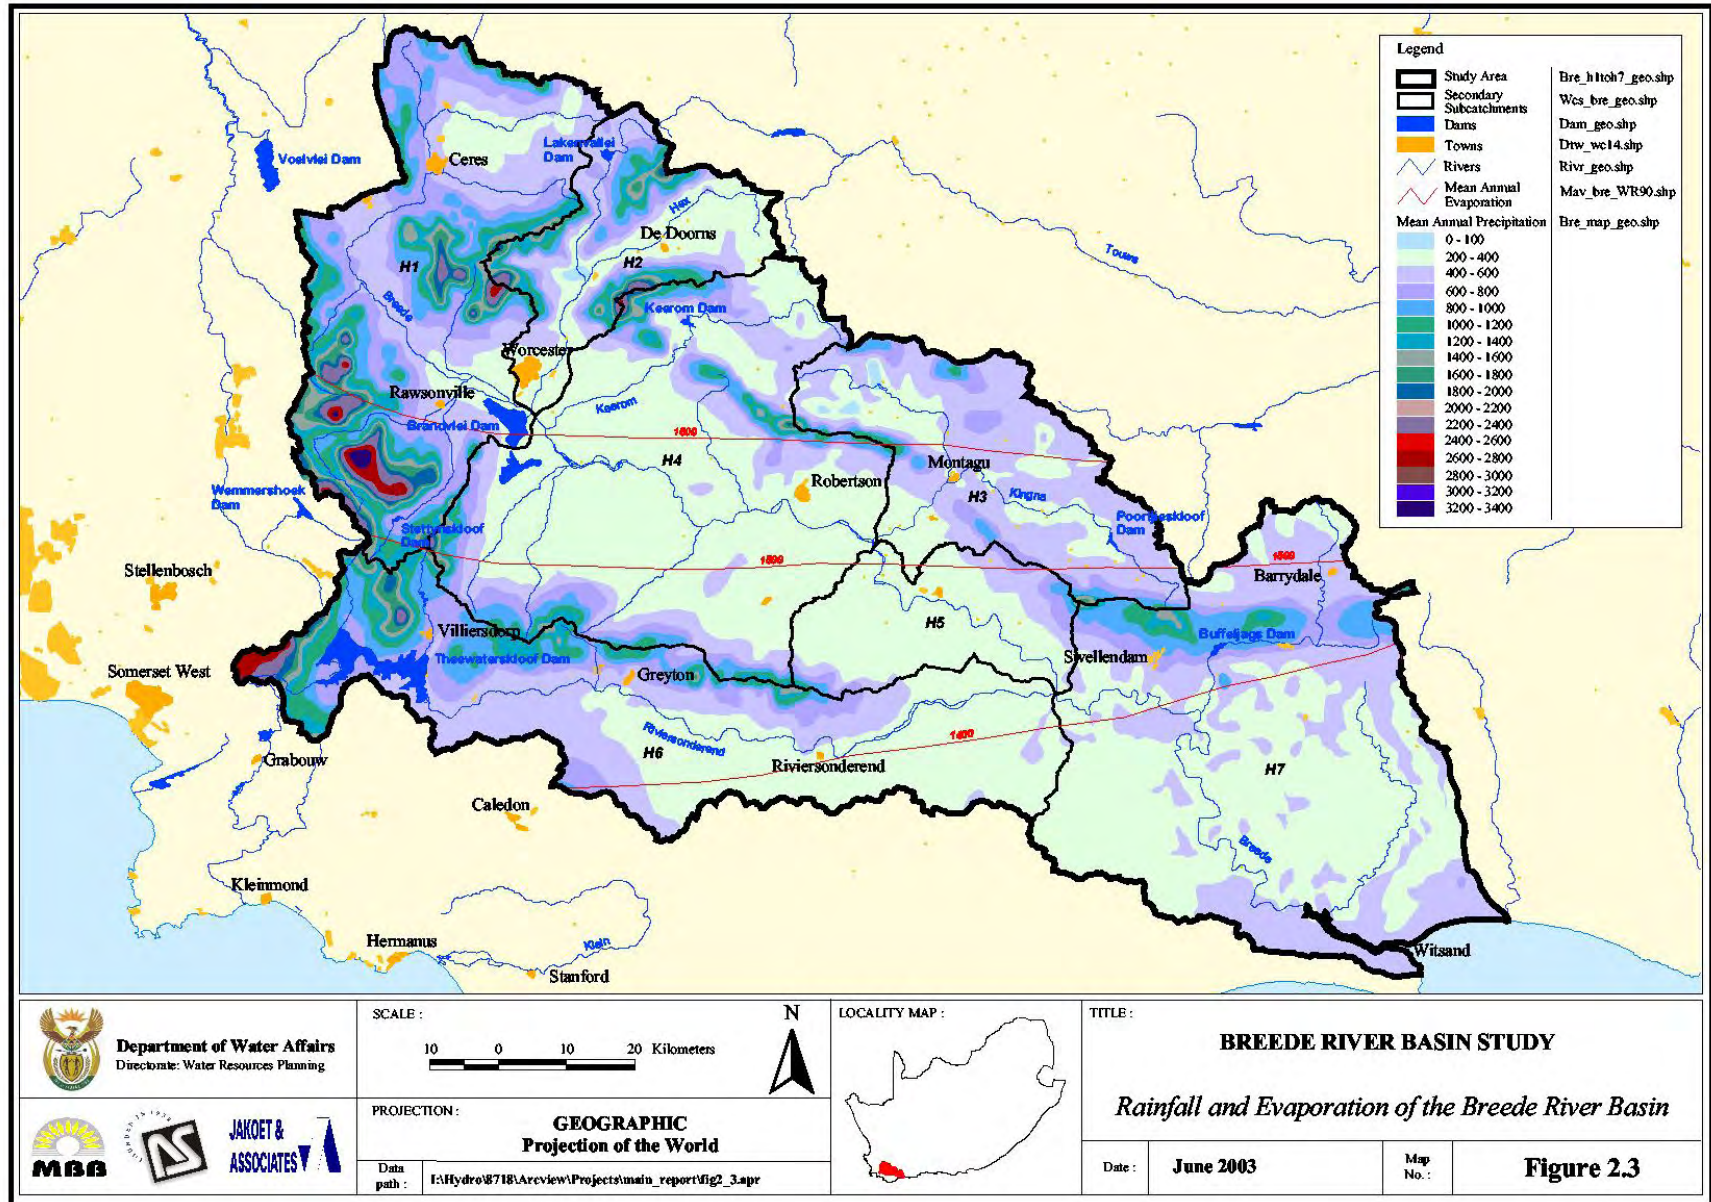 Legend
Study Area Bre_h1toh7_geo.shp
Secondary
Subcatchments Wcs_bre_geo.shp
Dams Dam_geo.shp
Towns Dtw_wc14.shp
Rivers Rivr_geo.shp
Mean Annual
Evaporation Mav_bre_WR90.shp
Mean Annual Precipitation Bre_map_geo.shp
0 - 100
200 - 400
400 - 600
600 - 800
800 - 1000
1000 - 1200
1200 - 1400
1400 - 1600
1600 - 1800
1800 - 2000
2000 - 2200
2200 - 2400
2400 - 2600
2600 - 2800
2800 - 3000
3000 - 3200
3200 - 3400
Voelvlei Dam
Ceres
Lakenvallei
Dam
Hex
De Doorns
H2
H1
Touws
Breede
Keerom Dam
Worcester
Rawsonville
Keerom
Brandvlei Dam
1600
H4
Montagu
Robertson
H3
Kingna
Wemmershoek
Dam
Stettynskloof
Dam
Poortjieskloof
Dam
1500
1500
Stellenbosch
Barrydale
H5
Villiersdorp
Buffeljags Dam
Theewaterskloof Dam
Swellendam
Somerset West
Greyton
1400
Riviersonderend
H6
Grabouw
Riviersonderend
H7
Caledon
Breede
Kleinmond
Hermanus
Klein
Witsand
Stanford
Department of Water Affairs
Directorate: Water Resources Planning
MBB
JAKOET &
ASSOCIATES
SCALE :
10 0 10 20 Kilometers
N
PROJECTION :
GEOGRAPHIC
Projection of the World
Data
path : I:\Hydro\8718\Arcview\Projects\main_report\fig2_3.apr
LOCALITY MAP :
TITLE :
BREEDE RIVER BASIN STUDY
Rainfall and Evaporation of the Breede River Basin
Date : June 2003
Map
No. : Figure 2.3